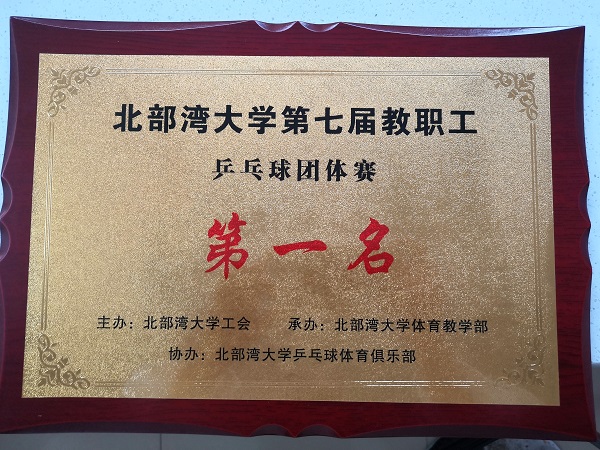 北部湾大学第七届教职工
乒乓球团体赛
第一名
主办：北部湾大学工会 承办：北部湾大学体育教学部
协办：北部湾大学乒乓球体育俱乐部